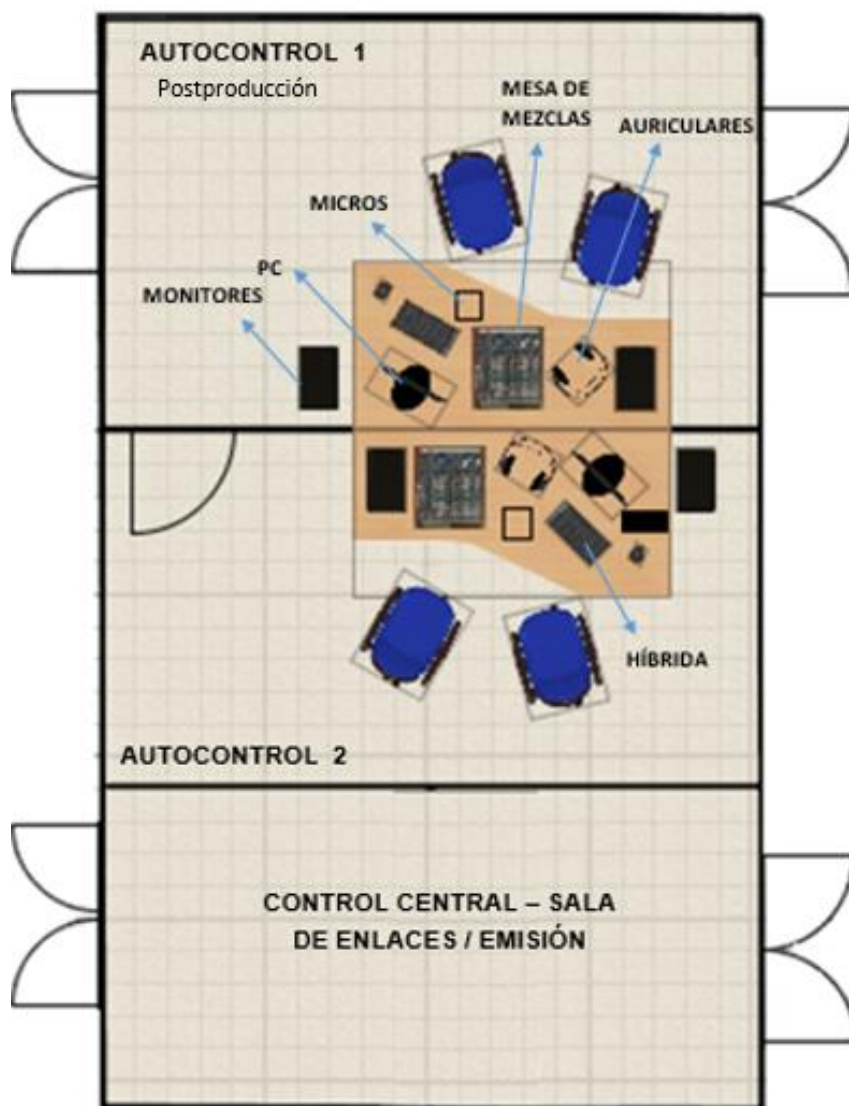 AUTOCONTROL 1
Postproducción
MESA DE
MEZCLAS
AURICULARES
MICROS
PC
MONITORES
HÍBRIDA
AUTOCONTROL 2
CONTROL CENTRAL – SALA
DE ENLACES / EMISIÓN